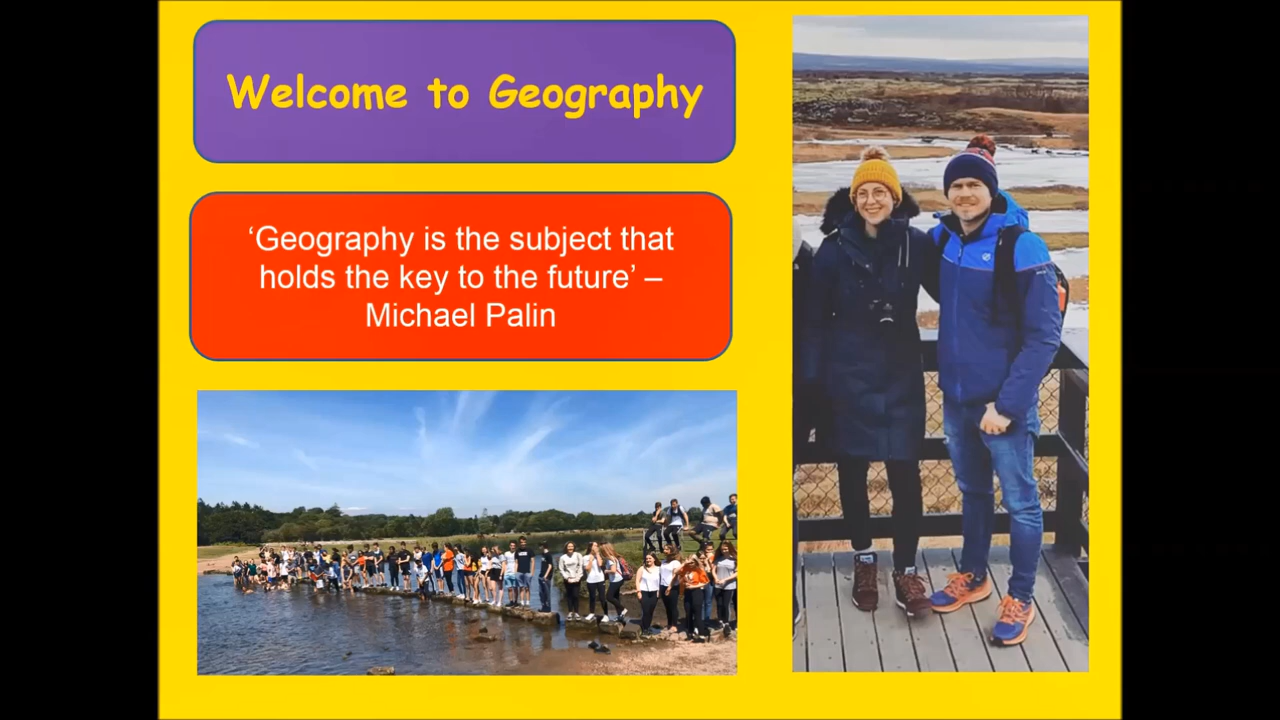 Welcome to Geography
‘Geography is the subject that
holds the key to the future’ –
Michael Palin